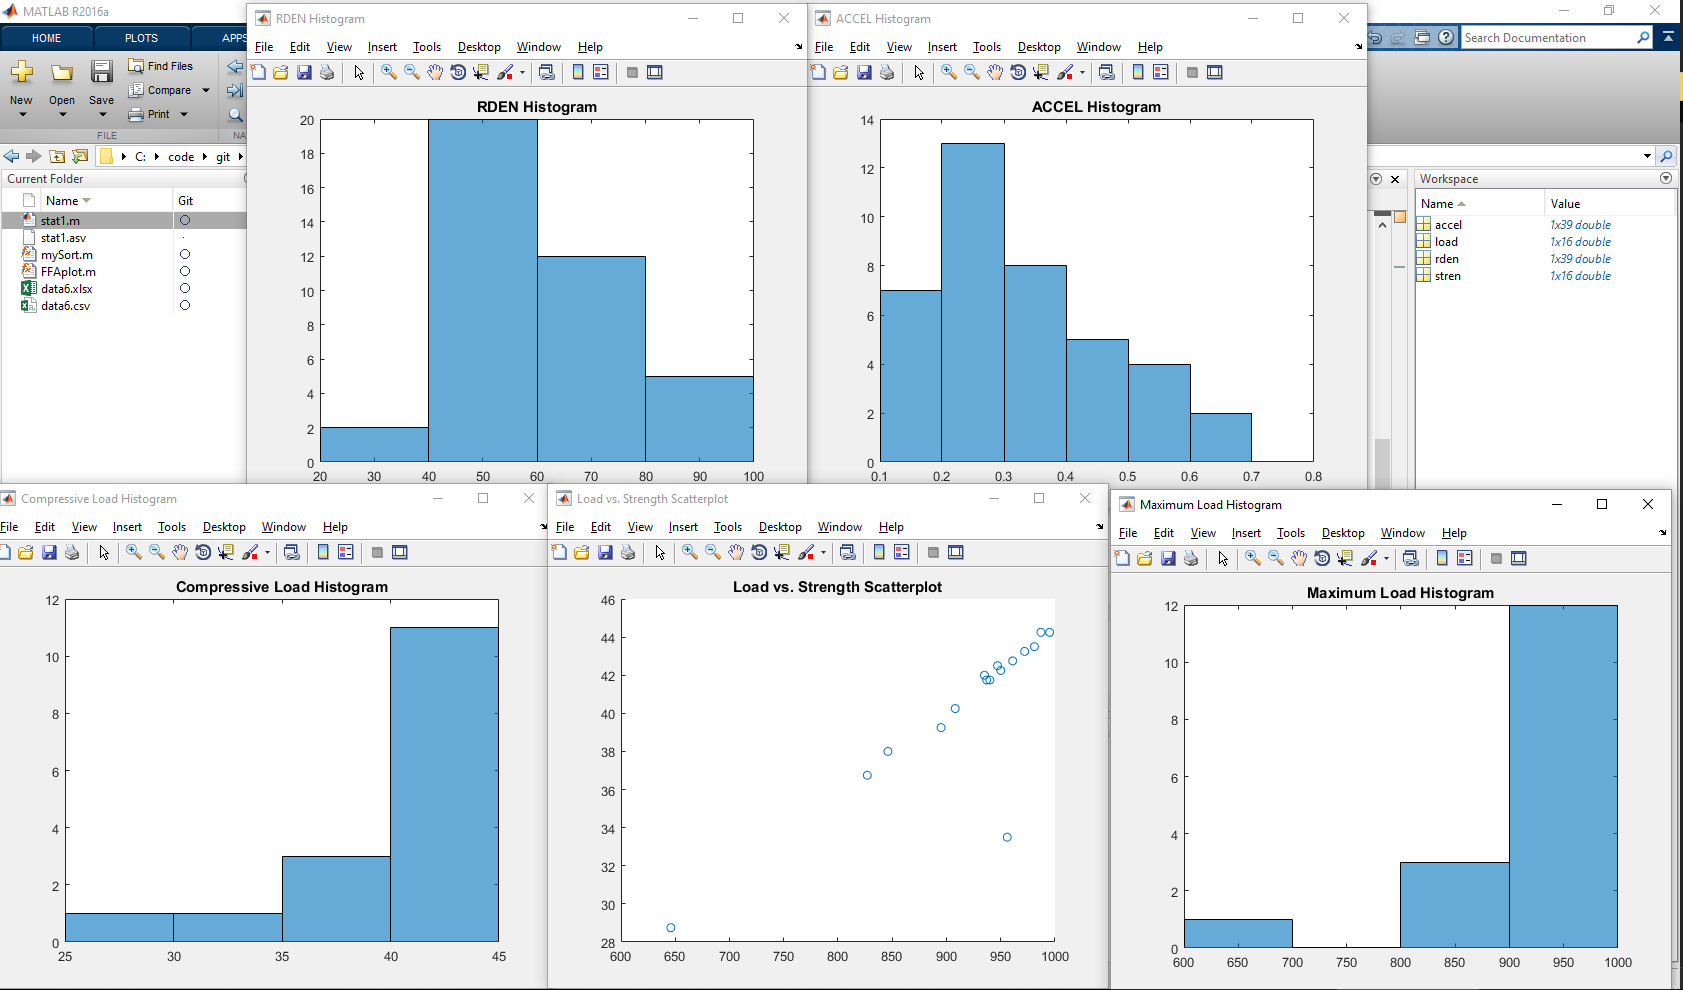 MATLAB R2016a
HOME
PLOTS
APPS
Search Documentation
New
Open
Save
Find Files
Compare
Print
FILE
NA
C:
code
git
Current Folder
Name
Git
stat1.m
stat1.asv
mySort.m
FFAplot.m
data6.xlsx
data6.csv
RDEN Histogram
File Edit View Insert Tools Desktop Window Help
RDEN Histogram
20
18
16
14
12
10
8
6
4
2
0
20 30 40 50 60 70 80 90 100
ACCEL Histogram
File Edit View Insert Tools Desktop Window Help
ACCEL Histogram
14
12
10
8
6
4
2
0
0.1 0.2 0.3 0.4 0.5 0.6 0.7 0.8
Workspace
Name Value
accel 1x39 double
load 1x16 double
rden 1x39 double
stren 1x16 double
Compressive Load Histogram
File Edit View Insert Tools Desktop Window Help
Compressive Load Histogram
12
10
8
6
4
2
0
25 30 35 40 45
Load vs. Strength Scatterplot
File Edit View Insert Tools Desktop Window Help
Load vs. Strength Scatterplot
46
44
42
40
38
36
34
32
30
28
600 650 700 750 800 850 900 950 1000
Maximum Load Histogram
File Edit View Insert Tools Desktop Window Help
Maximum Load Histogram
12
10
8
6
4
2
0
600 650 700 750 800 850 900 950 1000